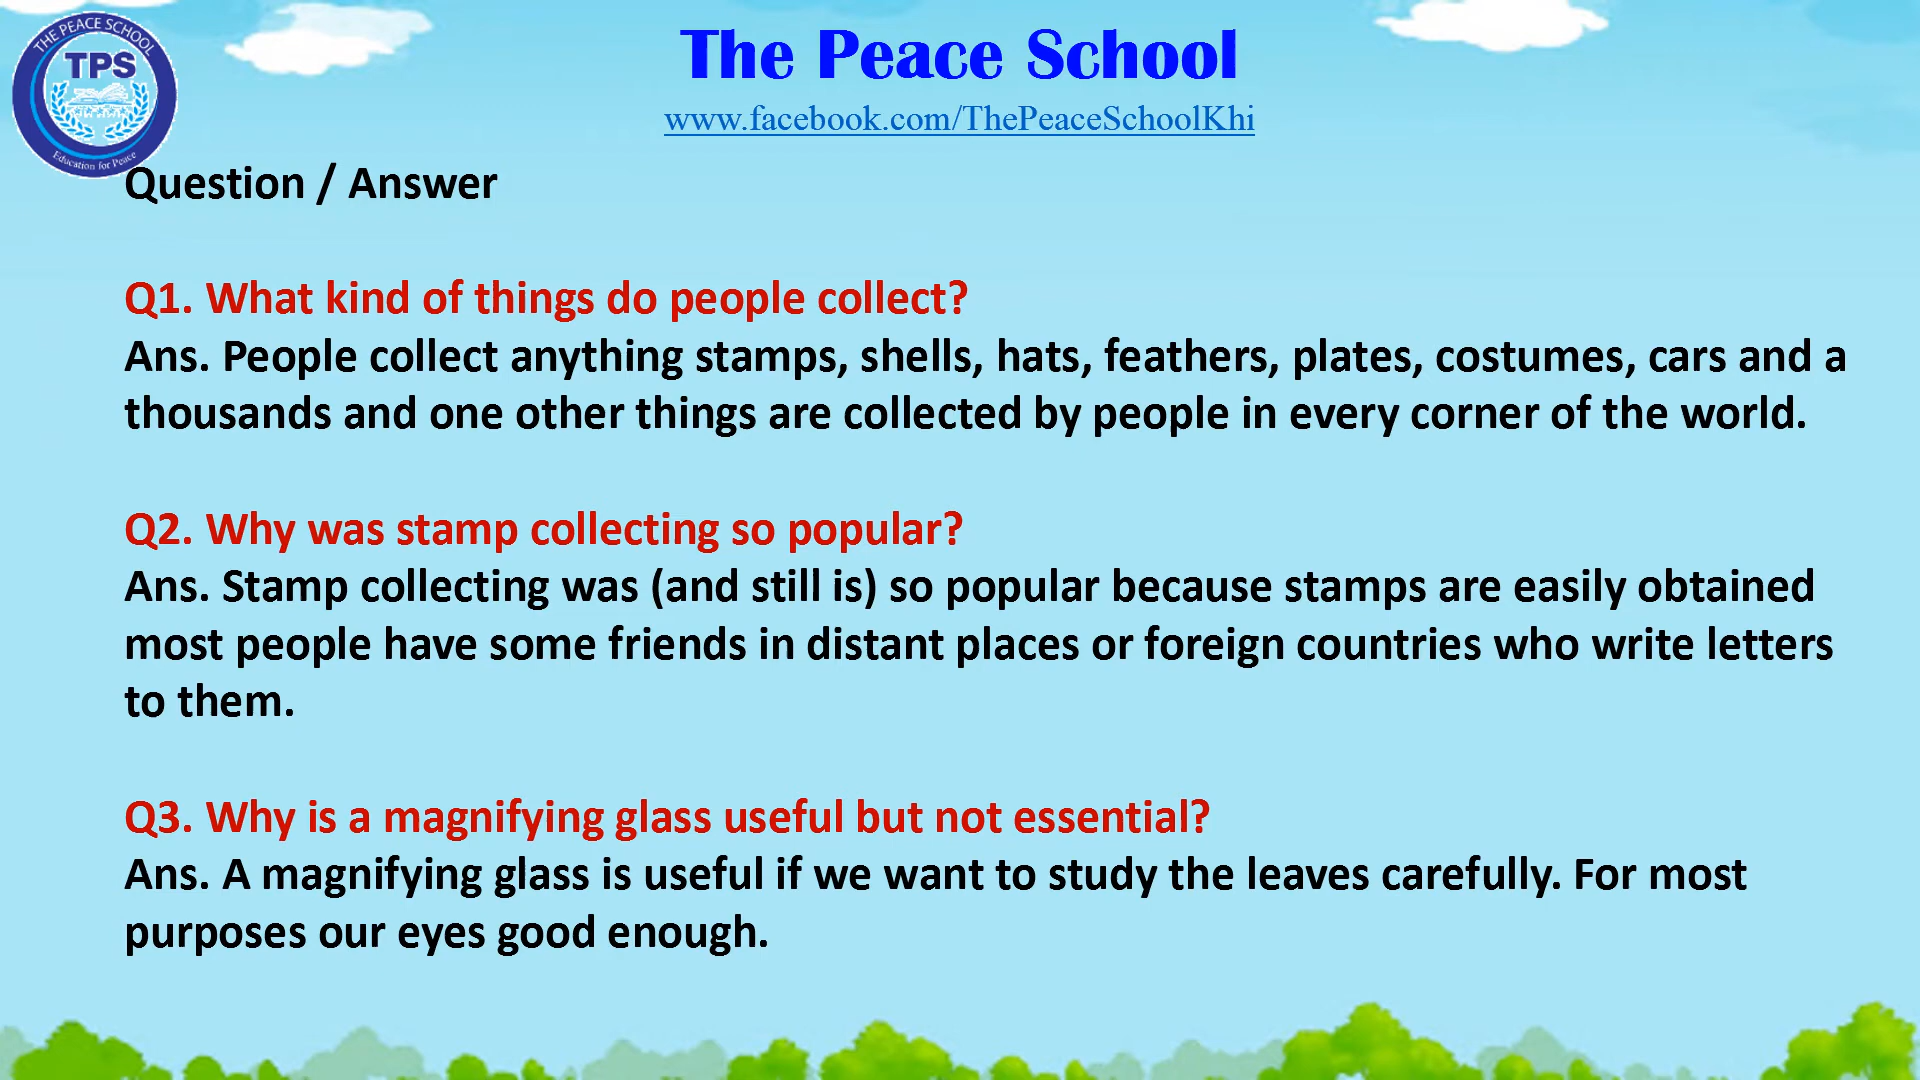 THE PEACE SCHOOL
TPS
Education for Peace
The Peace School
www.facebook.com/ThePeaceSchoolKhi
Question / Answer
Q1. What kind of things do people collect?
Ans. People collect anything stamps, shells, hats, feathers, plates, costumes, cars and a
thousands and one other things are collected by people in every corner of the world.
Q2. Why was stamp collecting so popular?
Ans. Stamp collecting was (and still is) so popular because stamps are easily obtained
most people have some friends in distant places or foreign countries who write letters
to them.
Q3. Why is a magnifying glass useful but not essential?
Ans. A magnifying glass is useful if we want to study the leaves carefully. For most
purposes our eyes good enough.